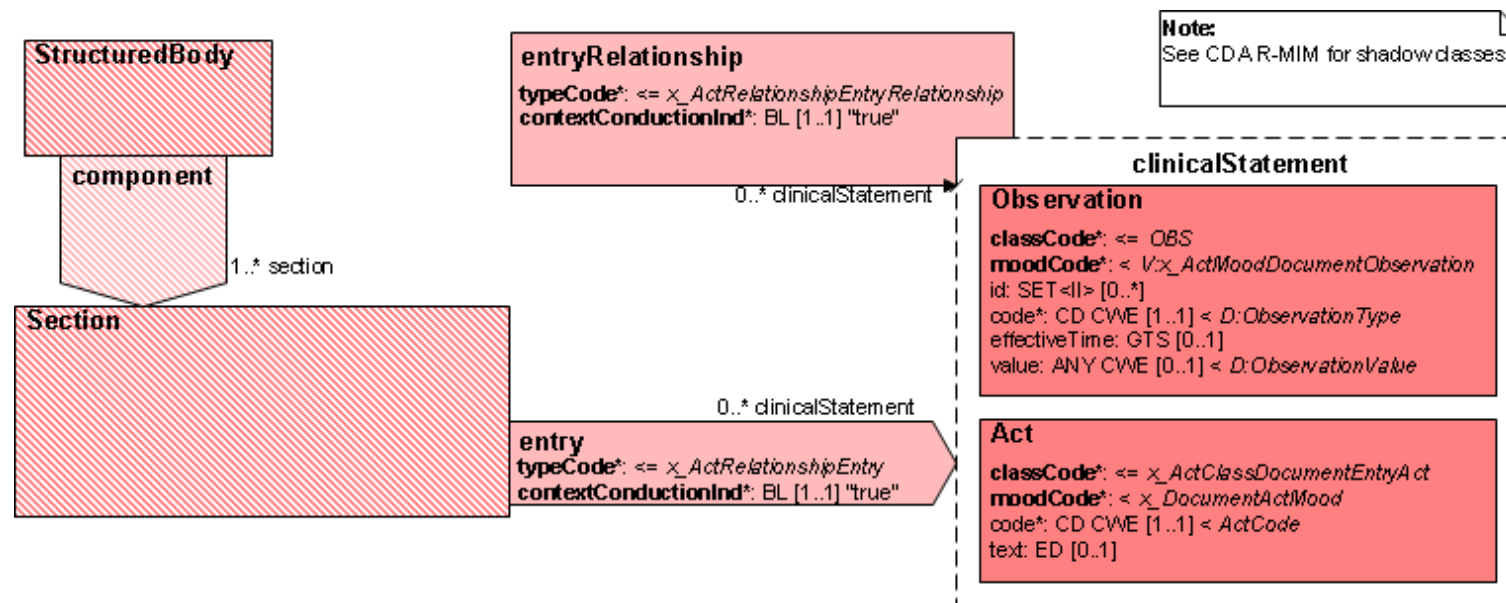 StructuredBody
component
1..* section
Section
entryRelationship
typeCode*: <= x_ActRelationshipEntryRelationship
contextConductionInd*: BL [1..1] "true"
0..* clinicalStatement
Note:
See CDA R-MIM for shadow classes
clinicalStatement
Observation
classCode*: <= OBS
moodCode*: < V:x_ActMoodDocumentObservation
id: SET<II> [0..*]
code*: CD CWE [1..1] < D:ObservationType
effectiveTime: GTS [0..1]
value: ANY CWE [0..1] < D:ObservationValue
0..* clinicalStatement
entry
typeCode*: <= x_ActRelationshipEntry
contextConductionInd*: BL [1..1] "true"
Act
classCode*: <= x_ActClassDocumentEntryAct
moodCode*: < x_DocumentActMood
code*: CD CWE [1..1] < ActCode
text: ED [0..1]